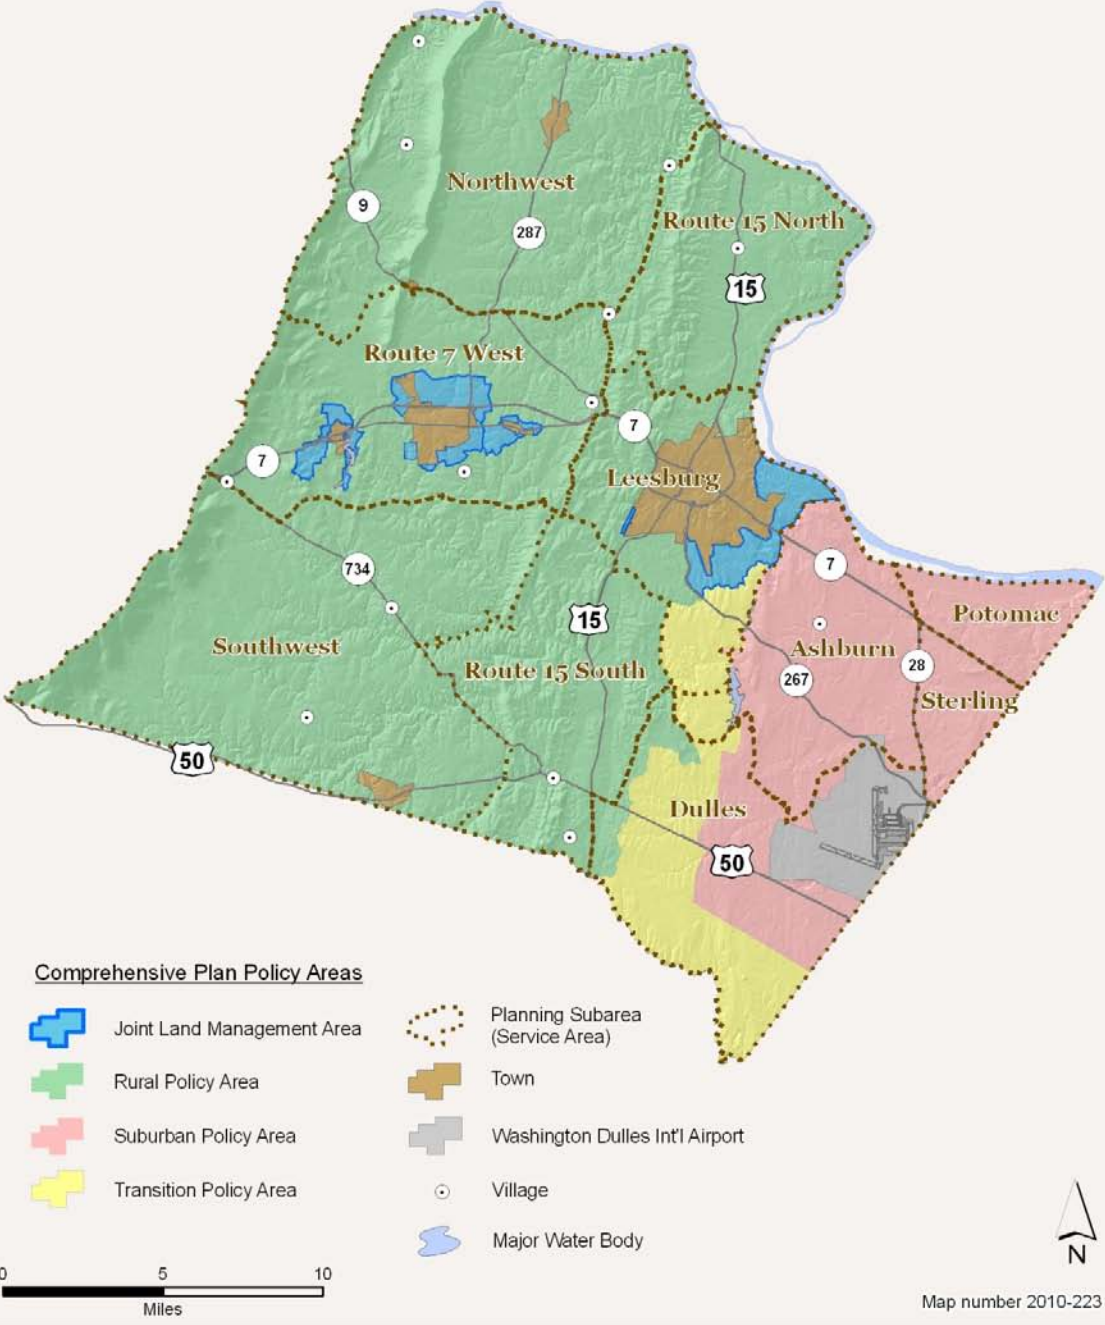 Northwest
9
287
Route 15 North
15
Route 7 West
7
7
Leesburg
734
7
Potomac
15
Southwest
Ashburn
28
Route 15 South
267
Sterling
50
Dulles
50
Comprehensive Plan Policy Areas
Joint Land Management Area
Rural Policy Area
Suburban Policy Area
Transition Policy Area
Planning Subarea
(Service Area)
Town
Washington Dulles Int'l Airport
Village
Major Water Body
0 5 10
Miles
N
Map number 2010-223